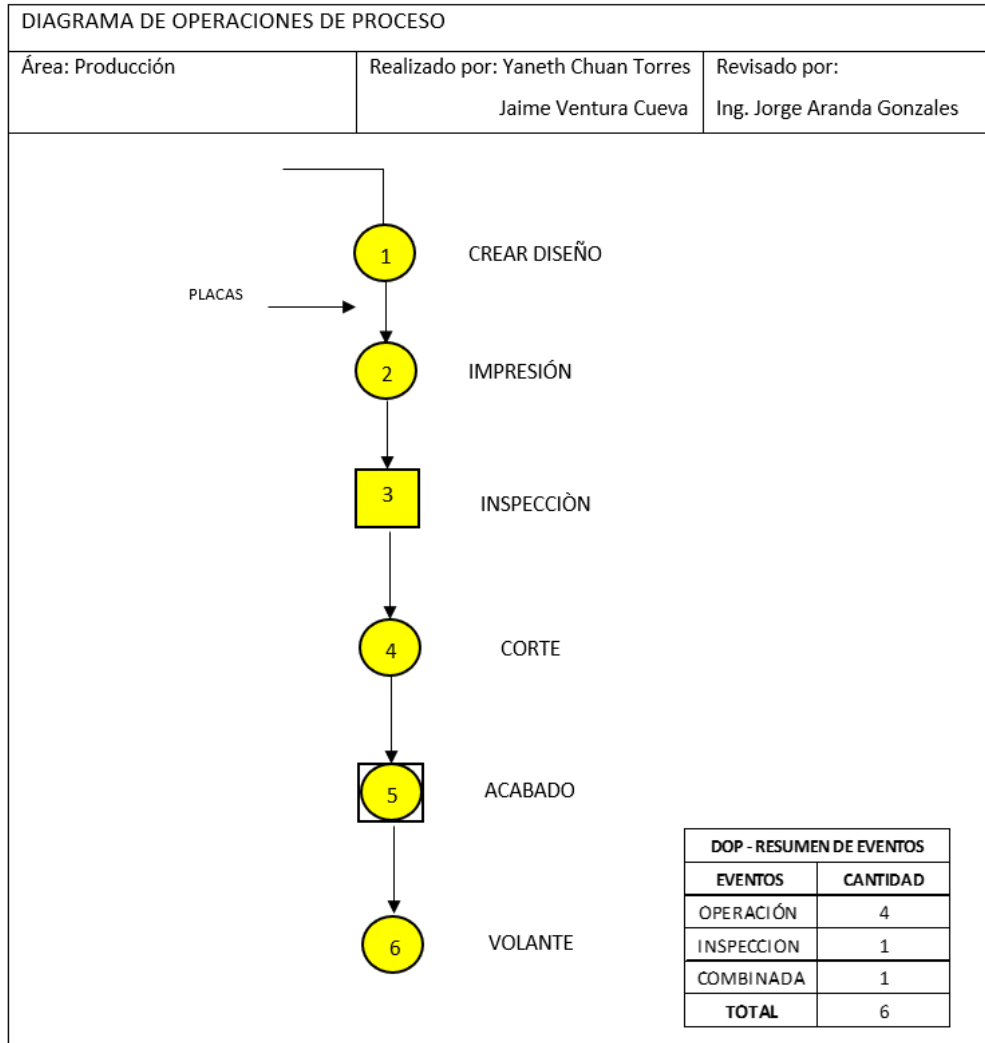 DIAGRAMA DE OPERACIONES DE PROCESO
Área: Producción
Realizado por: Yaneth Chuan Torres
Jaime Ventura Cueva
Revisado por:
Ing. Jorge Aranda Gonzales
1
CREAR DISEÑO
PLACAS
2
IMPRESIÓN
3
INSPECCIÒN
4
CORTE
5
ACABADO
6
VOLANTE
DOP - RESUMEN DE EVENTOS
EVENTOS CANTIDAD
OPERACIÓN 4
INSPECCION 1
COMBINADA 1
TOTAL 6